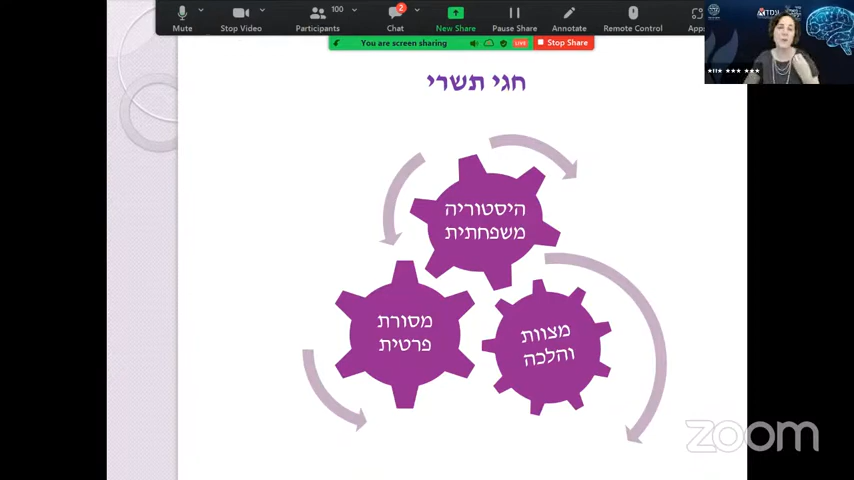 Mute
Stop Video
Participants
100
Chat
2
New Share
Pause Share
Annotate
Remote Control
You are screen sharing
LIVE
Stop Share
חגי תשרי
היסטוריה
משפחתית
מסורת
פרטית
מצוות
והלכה
zoom